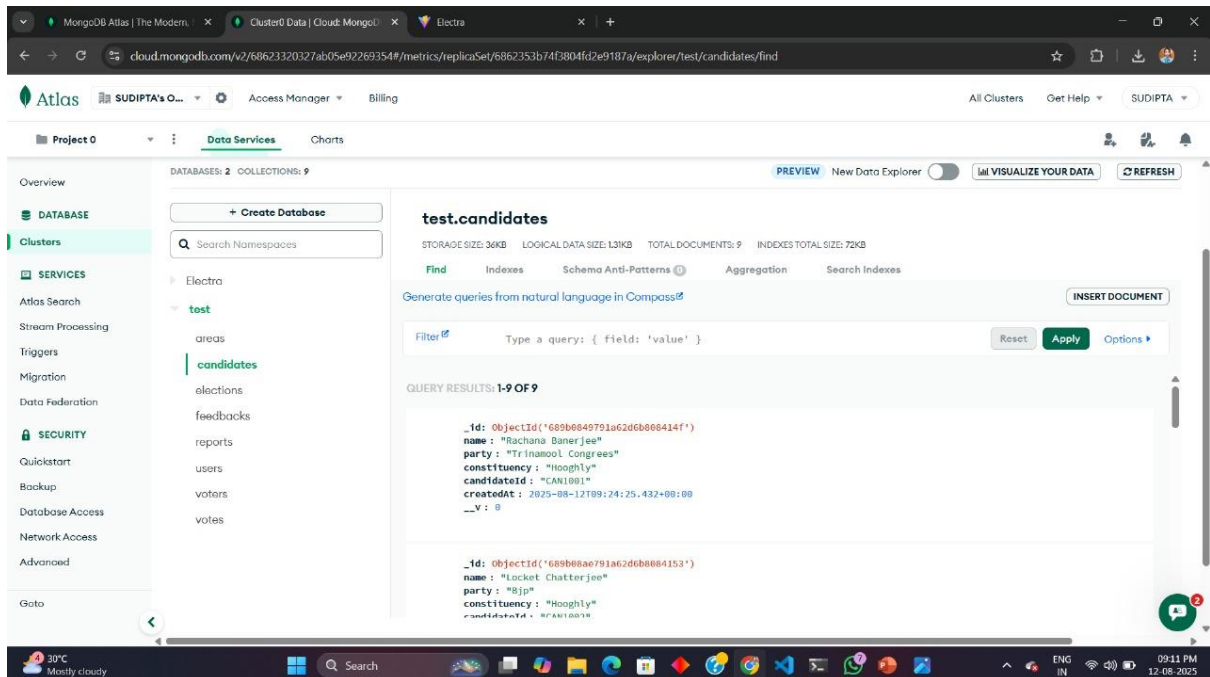 MongoDB Atlas | The Modern,
Cluster0 Data | Cloud: MongoD
Electra
cloud.mongodb.com/v2/68623320327ab05e92269354#/metrics/replicaSet/6862353b74f3804fd2e9187a/explorer/test/candidates/find
Atlas
SUDIPTA's O...
Access Manager
Billing
All Clusters
Get Help
SUDIPTA
Project 0
Data Services
Charts
Overview
DATABASE
Clusters
SERVICES
Atlas Search
Stream Processing
Triggers
Migration
Data Federation
SECURITY
Quickstart
Backup
Database Access
Network Access
Advanced
Goto
DATABASES: 2 COLLECTIONS: 9
+ Create Database
Search Namespaces
Electra
test
areas
candidates
elections
feedbacks
reports
users
voters
votes
PREVIEW New Data Explorer
VISUALIZE YOUR DATA
REFRESH
test.candidates
STORAGE SIZE: 36KB LOGICAL DATA SIZE: 1.31KB TOTAL DOCUMENTS: 9 INDEXES TOTAL SIZE: 72KB
Find Indexes Schema Anti-Patterns 0 Aggregation Search Indexes
Generate queries from natural language in Compass
INSERT DOCUMENT
Filter
Type a query: { field: 'value' }
Reset
Apply
Options
QUERY RESULTS: 1-9 OF 9
_id: ObjectId('689b0849791a62d6b808414f')
name : "Rachana Banerjee"
party : "Trinamool Congrees"
constituency : "Hooghly"
candidateId : "CAN1001"
createdAt : 2025-08-12T09:24:25.432+00:00
__v : 0
_id: ObjectId('689b08ae791a62d6b8084153')
name : "Locket Chatterjee"
party : "Bjp"
constituency : "Hooghly"
candidateId : "CAN1002"
2
4
30°C
Mostly cloudy
Search
7
ENG
IN
09:11 PM
12-08-2025